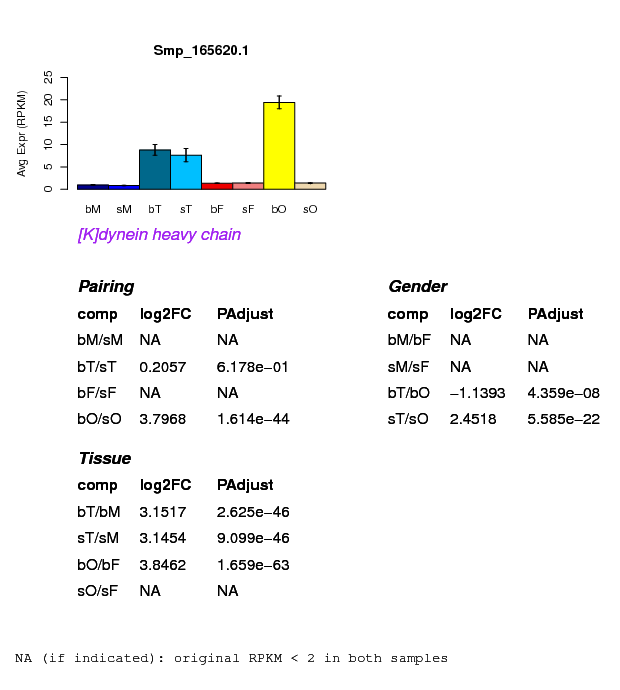 Smp_165620.1
Avg Expr (RPKM)
25
20
15
10
5
0
bM sM bT sT bF sF bO sO
[K]dynein heavy chain
Pairing
comp log2FC PAdjust
bM/sM NA NA
bT/sT 0.2057 6.178e−01
bF/sF NA NA
bO/sO 3.7968 1.614e−44
Gender
comp log2FC PAdjust
bM/bF NA NA
sM/sF NA NA
bT/bO −1.1393 4.359e−08
sT/sO 2.4518 5.585e−22
Tissue
comp log2FC PAdjust
bT/bM 3.1517 2.625e−46
sT/sM 3.1454 9.099e−46
bO/bF 3.8462 1.659e−63
sO/sF NA NA
NA (if indicated): original RPKM < 2 in both samples